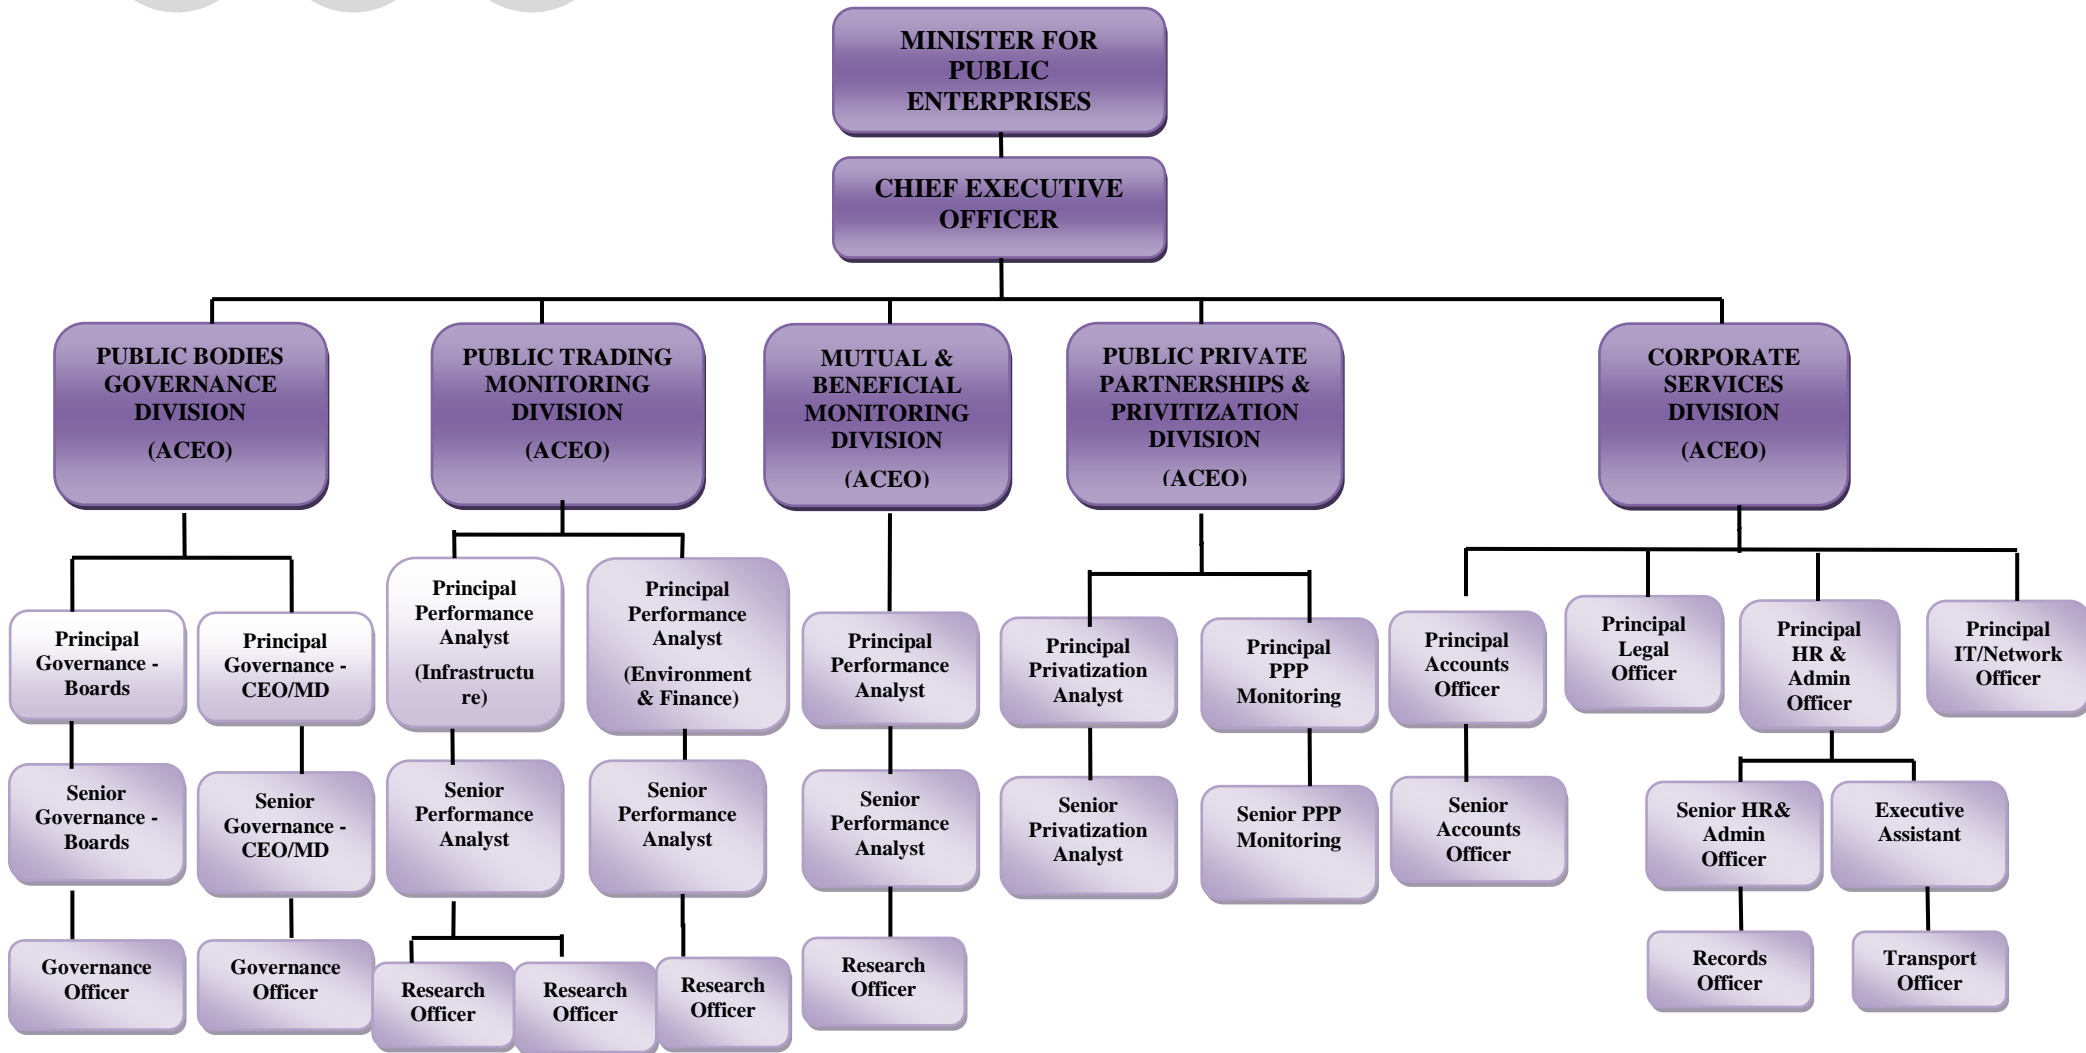 MINISTER FOR
PUBLIC
ENTERPRISES
CHIEF EXECUTIVE
OFFICER
PUBLIC BODIES
GOVERNANCE
DIVISION
(ACEO)
PUBLIC TRADING
MONITORING
DIVISION
(ACEO)
MUTUAL &
BENEFICIAL
MONITORING
DIVISION
(ACEO)
PUBLIC PRIVATE
PARTNERSHIPS &
PRIVITIZATION
DIVISION
(ACEO)
CORPORATE
SERVICES
DIVISION
(ACEO)
Principal
Governance -
Boards
Principal
Governance -
CEO/MD
Principal
Performance
Analyst
(Infrastructu
re)
Principal
Performance
Analyst
(Environment
& Finance)
Principal
Performance
Analyst
Principal
Privatization
Analyst
Principal
PPP
Monitoring
Principal
Accounts
Officer
Principal
Legal
Officer
Principal
HR &
Admin
Officer
Principal
IT/Network
Officer
Senior
Governance -
Boards
Senior
Governance -
CEO/MD
Senior
Performance
Analyst
Senior
Performance
Analyst
Senior
Performance
Analyst
Senior
Privatization
Analyst
Senior PPP
Monitoring
Senior
Accounts
Officer
Senior HR&
Admin
Officer
Executive
Assistant
Governance
Officer
Governance
Officer
Research
Officer
Research
Officer
Research
Officer
Research
Officer
Records
Officer
Transport
Officer